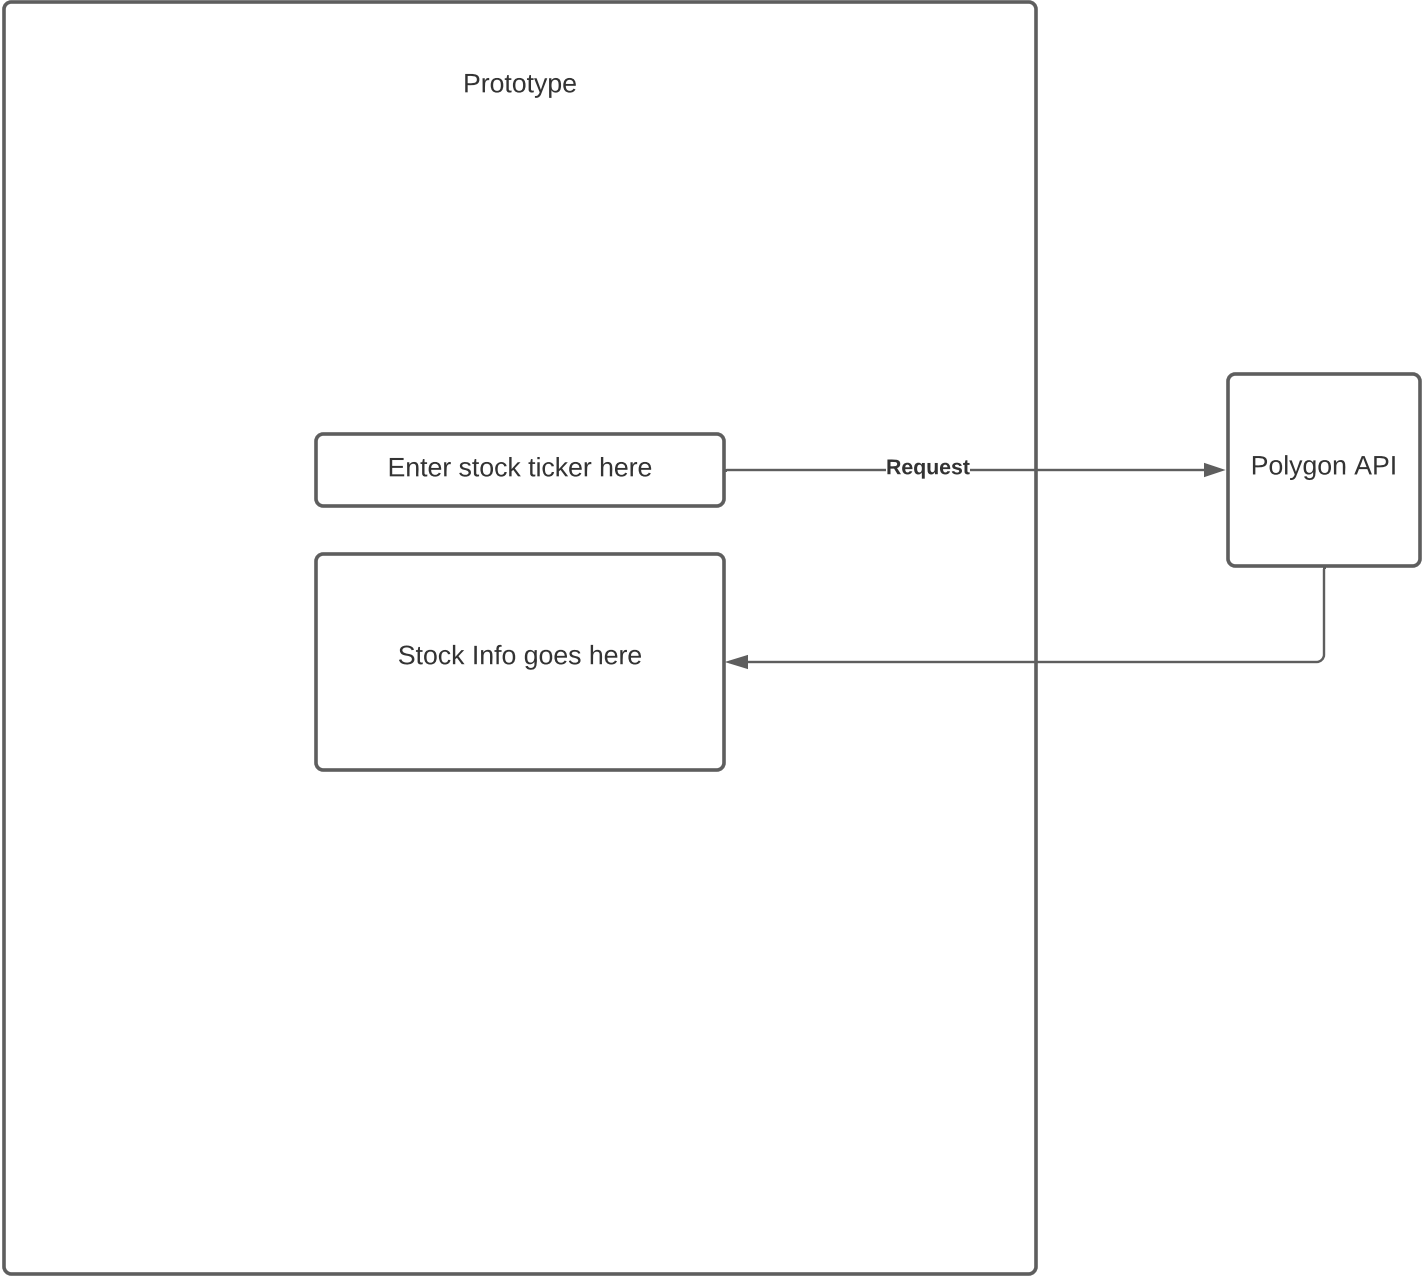 Prototype
Enter stock ticker here
Request
Polygon API
Stock Info goes here